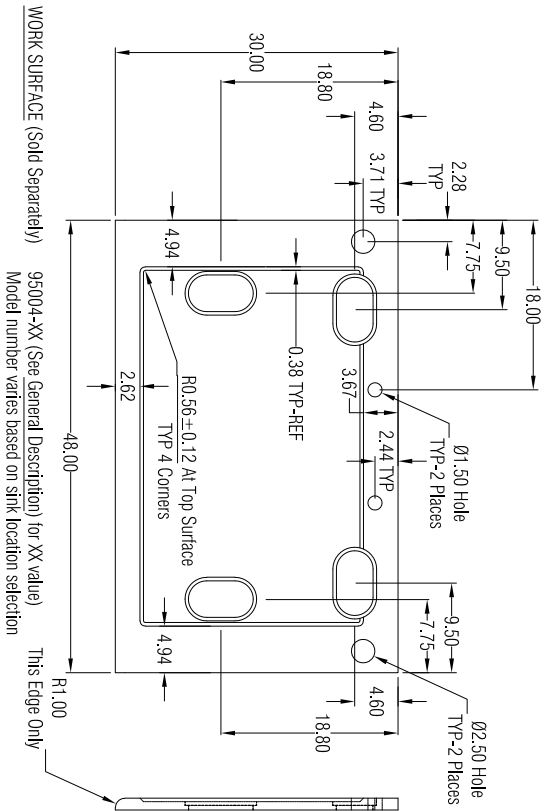 18.00
9.50
7.75
2.28
TYP
Ø1.50 Hole
TYP-2 Places
9.50
7.75
Ø2.50 Hole
TYP-2 Places
4.60
3.71 TYP
18.80
30.00
3.67
2.44 TYP
4.60
18.80
4.94
0.38 TYP-REF
R0.56±0.12 At Top Surface
TYP 4 Corners
4.94
2.62
48.00
R1.00
This Edge Only
WORK SURFACE (Sold Separately)
95004-XX (See General Description) for XX value)
Model number varies based on sink location selection